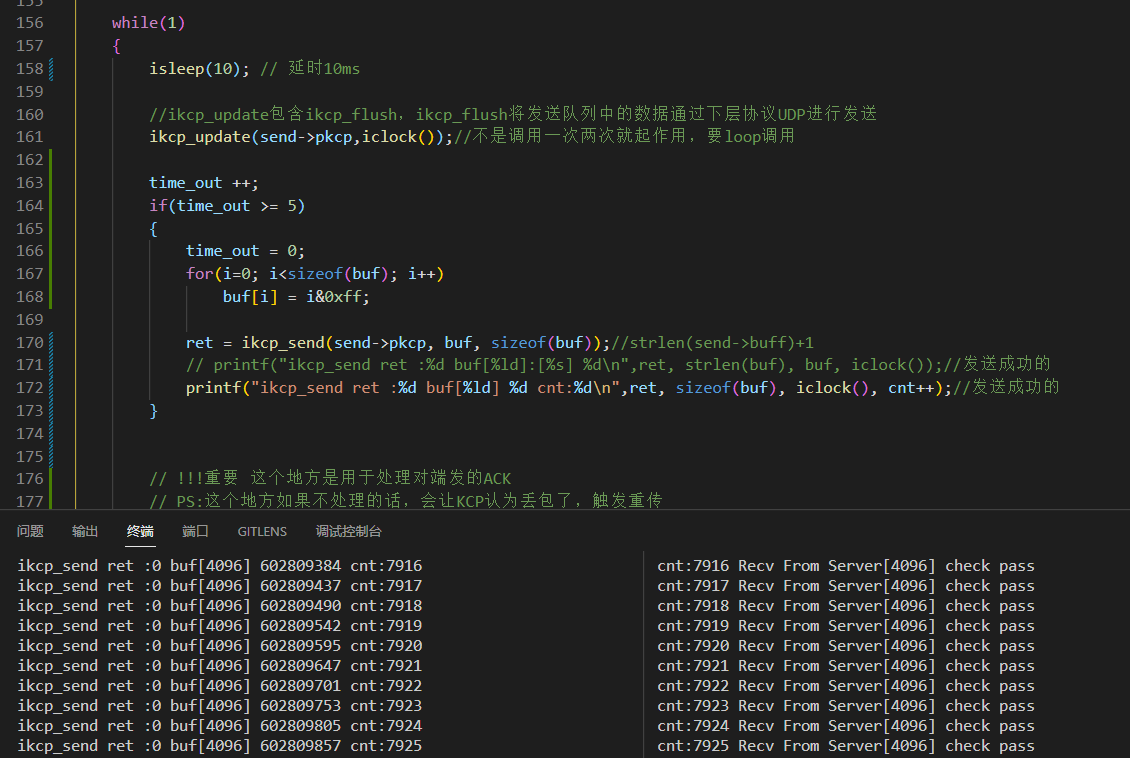 155
156 while(1)
157 {
158 isleep(10); // 延时10ms
159
160 //ikcp_update包含ikcp_flush，ikcp_flush将发送队列中的数据通过下层协议UDP进行发送
161 ikcp_update(send->pkcp,iclock());//不是调用一次两次就起作用，要loop调用
162
163 time_out ++;
164 if(time_out >= 5)
165 {
166 time_out = 0;
167 for(i=0; i<sizeof(buf); i++)
168 buf[i] = i&0xff;
169
170 ret = ikcp_send(send->pkcp, buf, sizeof(buf));//strlen(send->buff)+1
171 // printf("ikcp_send ret :%d buf[%ld]:[%s] %d\n",ret, strlen(buf), buf, iclock());//发送成功的
172 printf("ikcp_send ret :%d buf[%ld] %d cnt:%d\n",ret, sizeof(buf), iclock(), cnt++);//发送成功的
173 }
174
175
176 // !!!重要 这个地方是用于处理对端发的ACK
177 // PS:这个地方如果不处理的话，会让KCP认为丢包了，触发重传
问题 输出 终端 端口 GITLENS 调试控制台
ikcp_send ret :0 buf[4096] 602809384 cnt:7916
ikcp_send ret :0 buf[4096] 602809437 cnt:7917
ikcp_send ret :0 buf[4096] 602809490 cnt:7918
ikcp_send ret :0 buf[4096] 602809542 cnt:7919
ikcp_send ret :0 buf[4096] 602809595 cnt:7920
ikcp_send ret :0 buf[4096] 602809647 cnt:7921
ikcp_send ret :0 buf[4096] 602809701 cnt:7922
ikcp_send ret :0 buf[4096] 602809753 cnt:7923
ikcp_send ret :0 buf[4096] 602809805 cnt:7924
ikcp_send ret :0 buf[4096] 602809857 cnt:7925
cnt:7916 Recv From Server[4096] check pass
cnt:7917 Recv From Server[4096] check pass
cnt:7918 Recv From Server[4096] check pass
cnt:7919 Recv From Server[4096] check pass
cnt:7920 Recv From Server[4096] check pass
cnt:7921 Recv From Server[4096] check pass
cnt:7922 Recv From Server[4096] check pass
cnt:7923 Recv From Server[4096] check pass
cnt:7924 Recv From Server[4096] check pass
cnt:7925 Recv From Server[4096] check pass